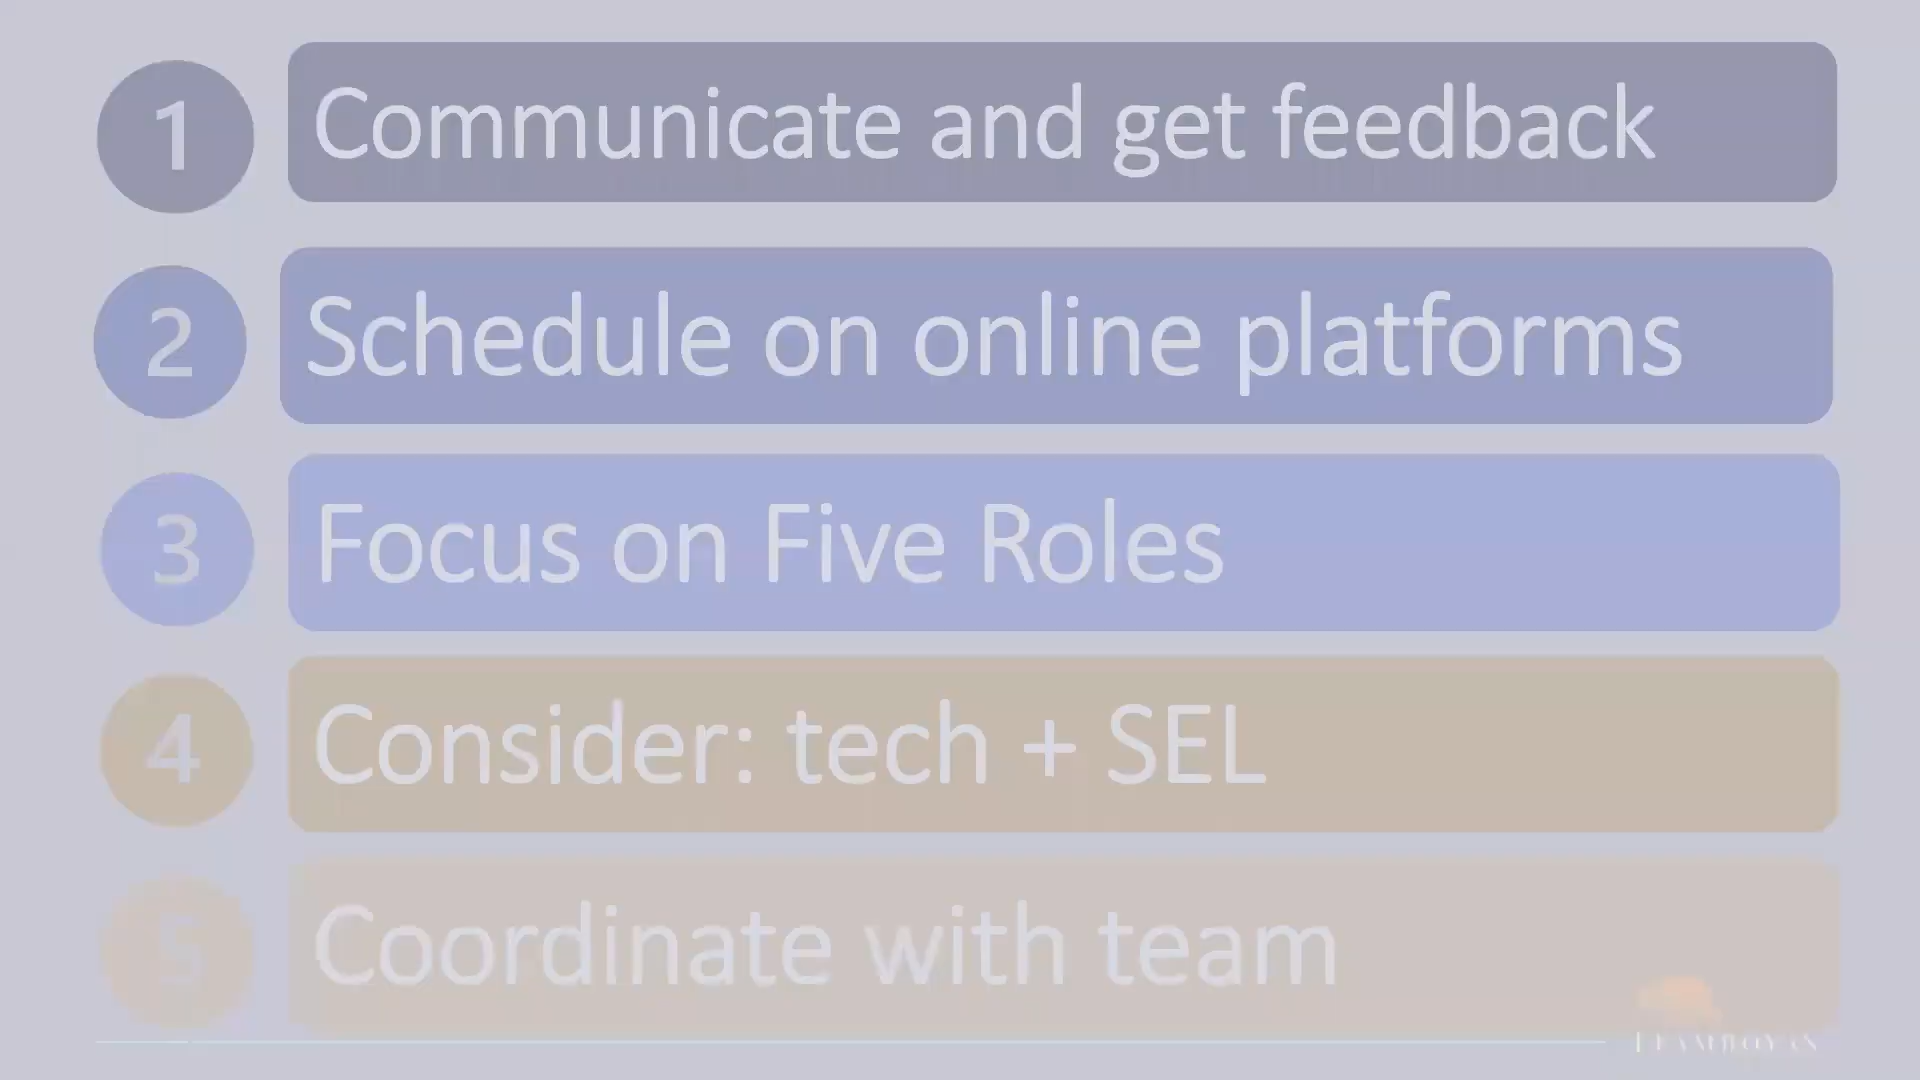 1 Communicate and get feedback
2 Schedule on online platforms
3 Focus on Five Roles
4 Consider: tech + SEL
5 Coordinate with team